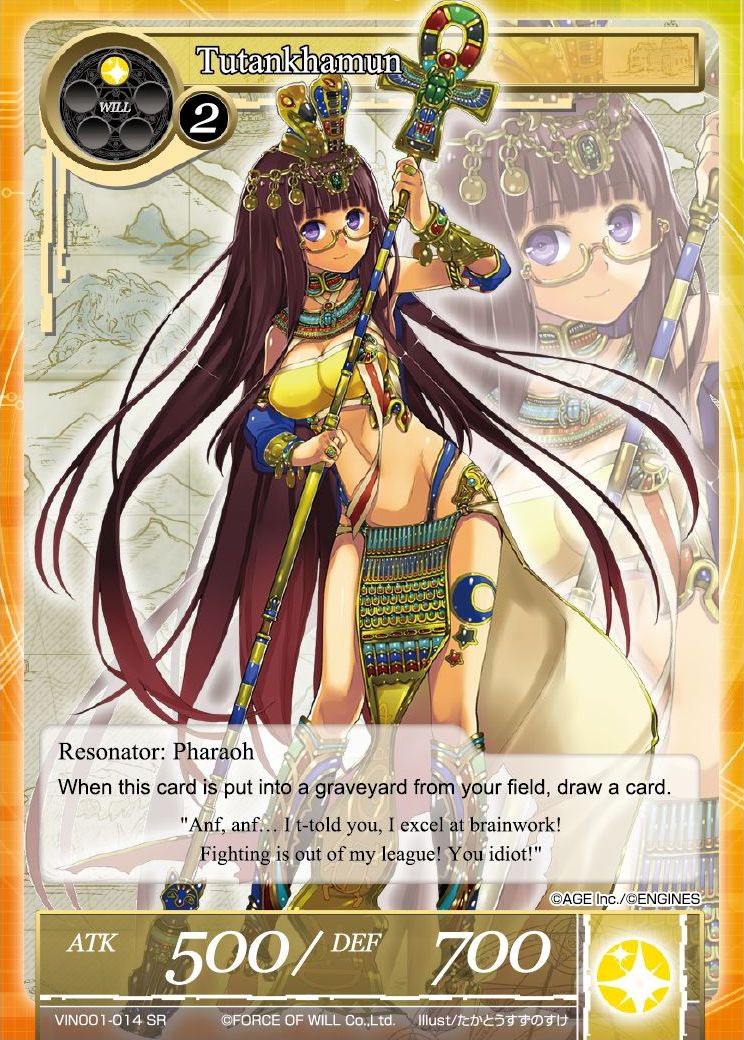 Tutankhamun
WILL
2
Resonator: Pharaoh
When this card is put into a graveyard from your field, draw a card.
"Anf, anf… I t-told you, I excel at brainwork!
Fighting is out of my league! You idiot!"
©AGE Inc./©ENGINES
ATK 500/ DEF 700
VIN001-014 SR ©FORCE OF WILL Co.,Ltd. Illust/たかとうすずのすけ